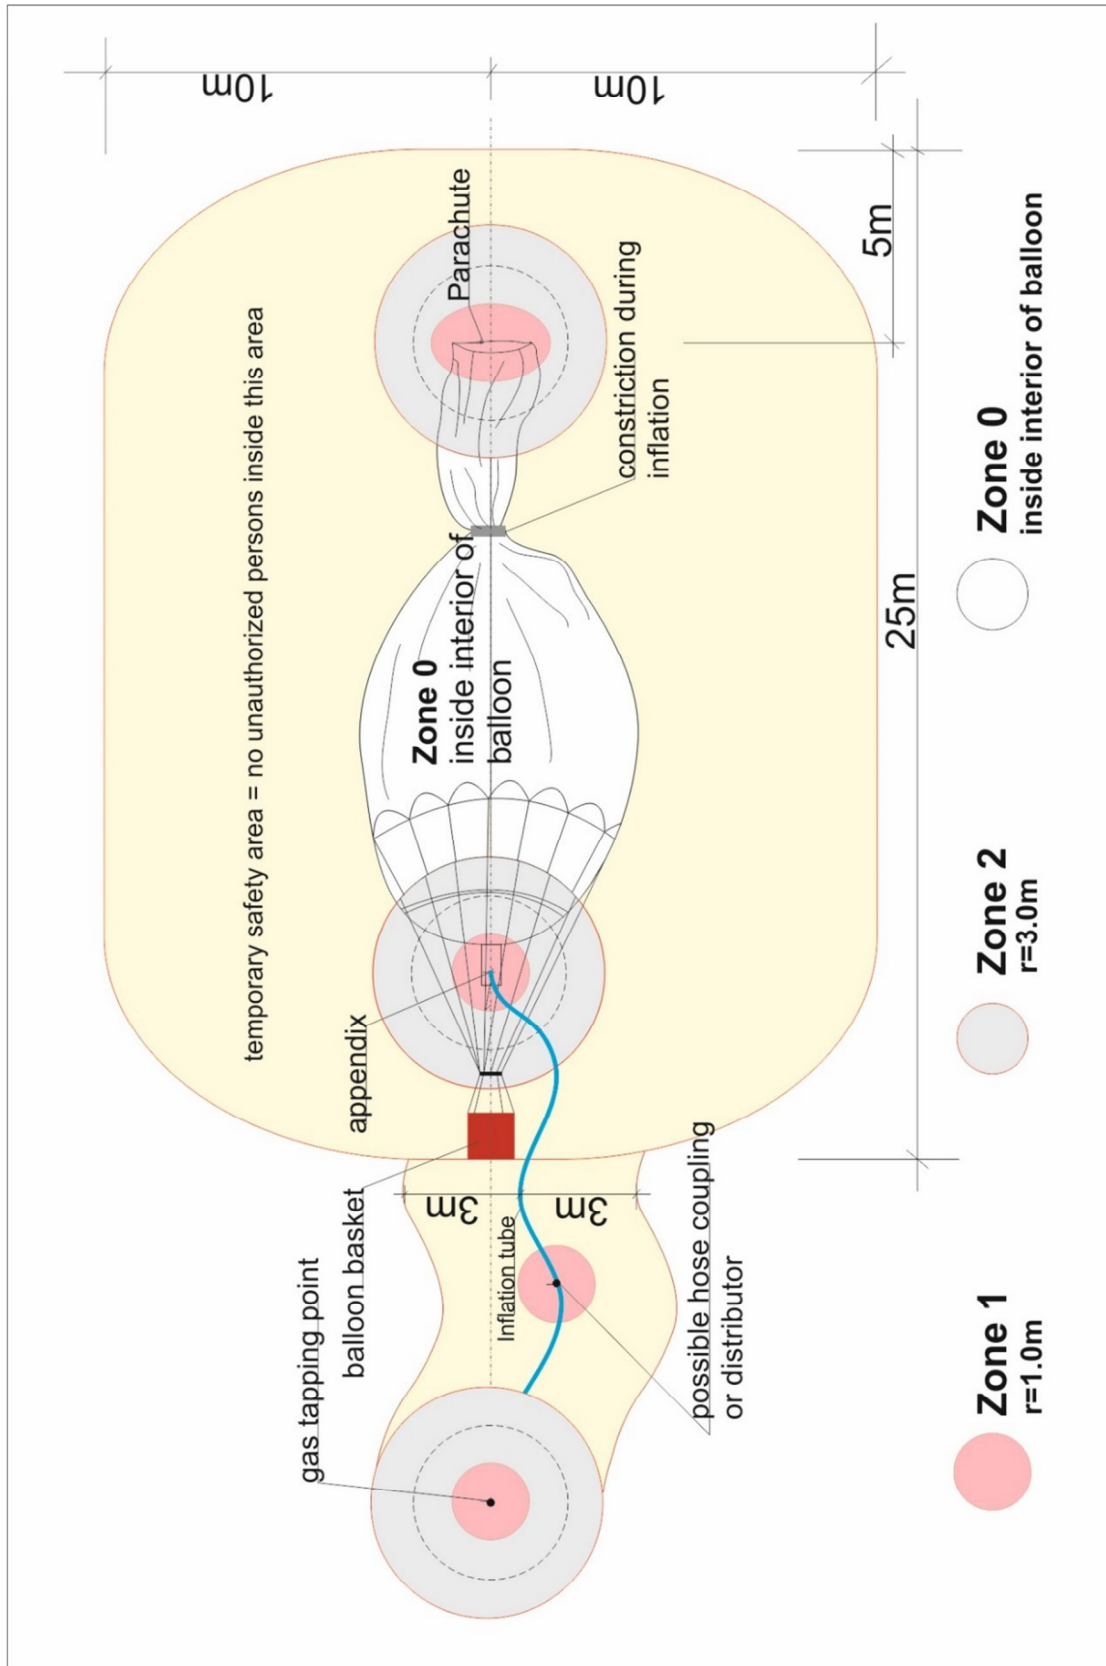 10m
10m
temporary safety area = no unauthorized persons inside this area
Parachute
5m
constriction during
inflation
Zone 0
inside interior of
balloon
25m
appendix
balloon basket
gas tapping point
3m
3m
Inflation tube
possible hose coupling
or distributor
Zone 1
r=1.0m
Zone 2
r=3.0m
Zone 0
inside interior of balloon